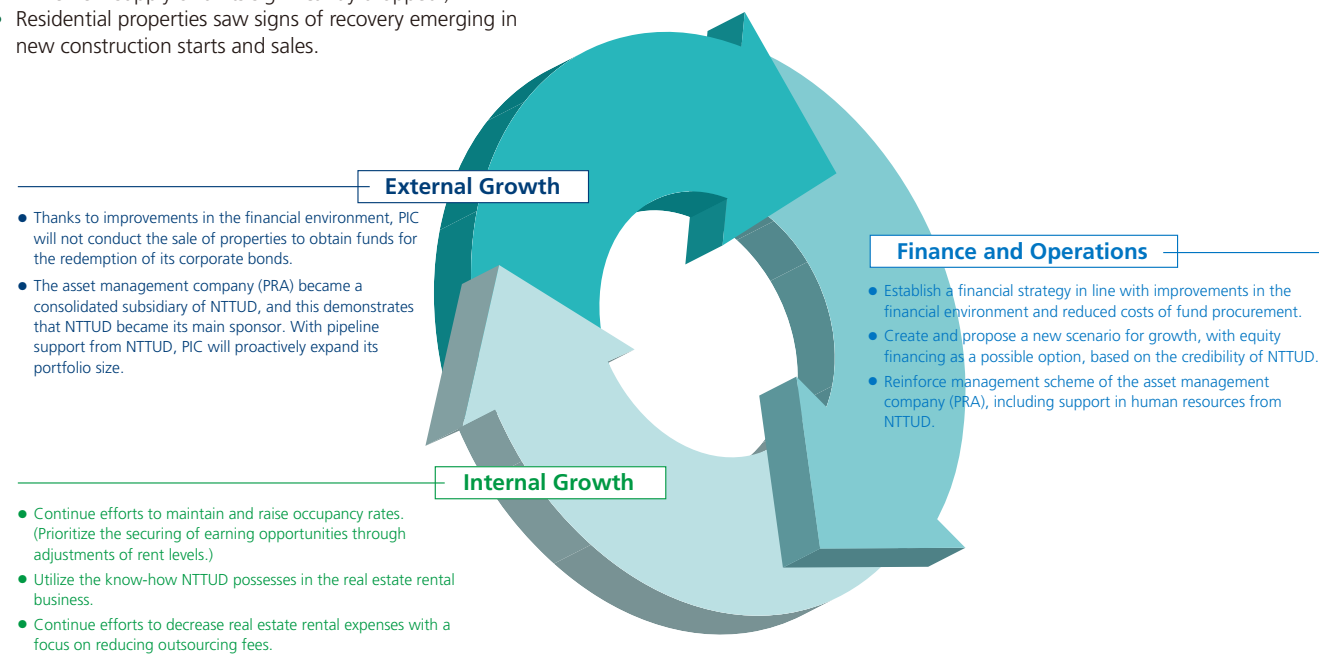 • Residential properties saw signs of recovery emerging in
new construction starts and sales.
External Growth
● Thanks to improvements in the financial environment, PIC
will not conduct the sale of properties to obtain funds for
the redemption of its corporate bonds.
● The asset management company (PRA) became a
consolidated subsidiary of NTTUD, and this demonstrates
that NTTUD became its main sponsor. With pipeline
support from NTTUD, PIC will proactively expand its
portfolio size.
Finance and Operations
● Establish a financial strategy in line with improvements in the
financial environment and reduced costs of fund procurement.
● Create and propose a new scenario for growth, with equity
financing as a possible option, based on the credibility of NTTUD.
● Reinforce management scheme of the asset management
company (PRA), including support in human resources from
NTTUD.
Internal Growth
● Continue efforts to maintain and raise occupancy rates.
(Prioritize the securing of earning opportunities through
adjustments of rent levels.)
● Utilize the know-how NTTUD possesses in the real estate rental
business.
● Continue efforts to decrease real estate rental expenses with a
focus on reducing outsourcing fees.